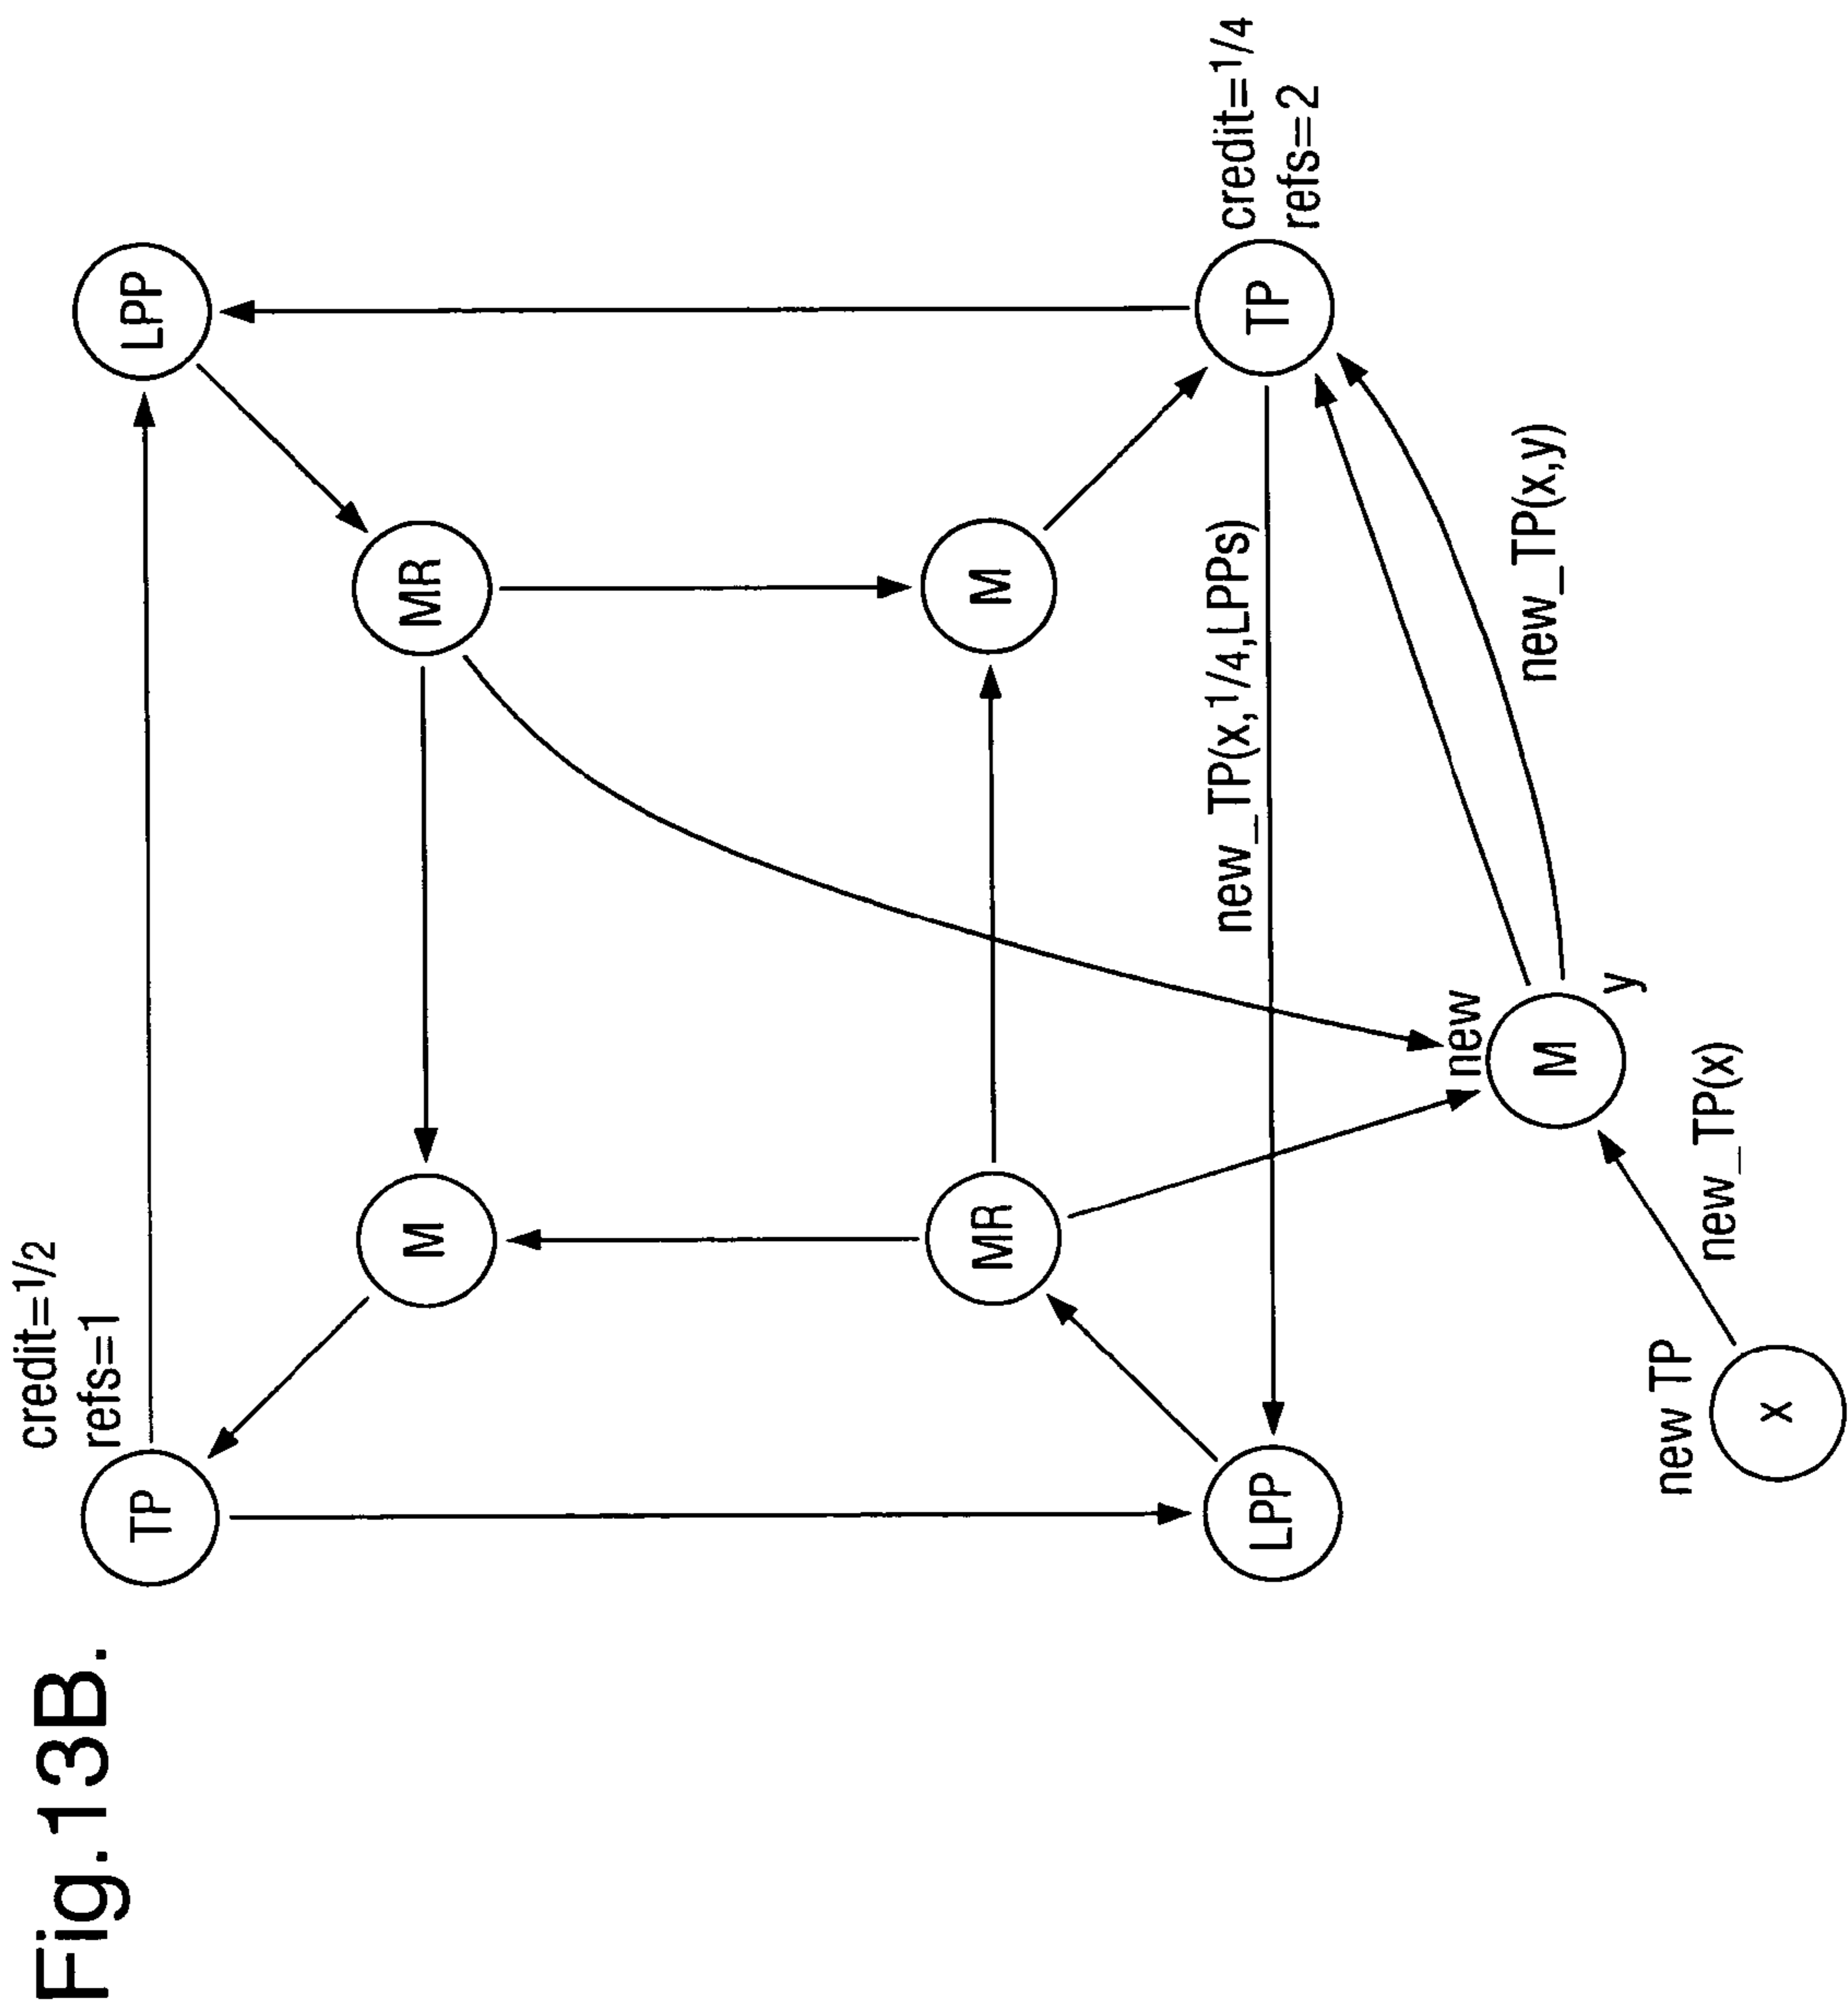 Fig.13B.
credit=1/2
refs=1
TP
LPP
M
MR
MR
M
new_TP(x,1/4,LPPs)
credit=1/4
refs=2
LPP
TP
new
new_TP(x,y)
M
y
new TP
new_TP(x)
x